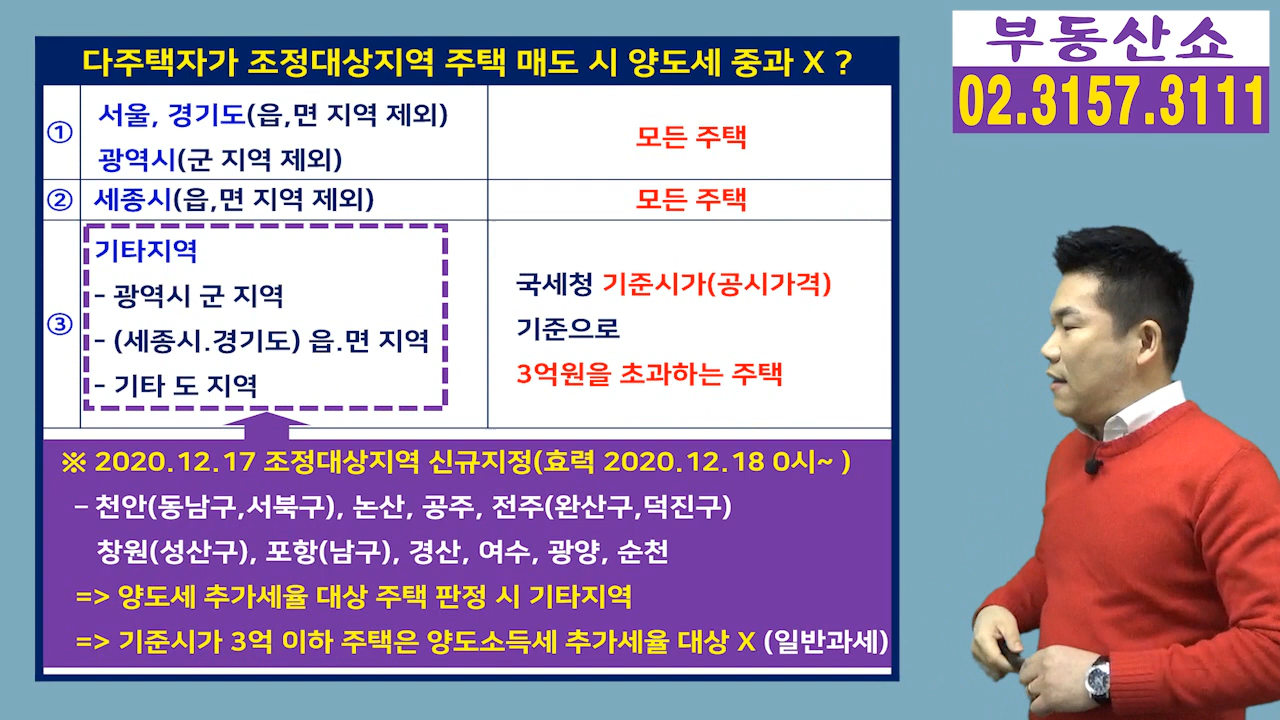 부동산쇼
02.3157.3111
다주택자가 조정대상지역 주택 매도 시 양도세 중과 X ?
① 서울, 경기도(읍,면 지역 제외)
광역시(군 지역 제외)
모든 주택
② 세종시(읍,면 지역 제외)
모든 주택
③ 기타지역
- 광역시 군 지역
- (세종시.경기도) 읍.면 지역
- 기타 도 지역
국세청 기준시가(공시가격)
기준으로
3억원을 초과하는 주택
※ 2020.12.17 조정대상지역 신규지정(효력 2020.12.18 0시~ )
- 천안(동남구,서북구), 논산, 공주, 전주(완산구,덕진구)
창원(성산구), 포항(남구), 경산, 여수, 광양, 순천
=> 양도세 추가세율 대상 주택 판정 시 기타지역
=> 기준시가 3억 이하 주택은 양도소득세 추가세율 대상 X (일반과세)